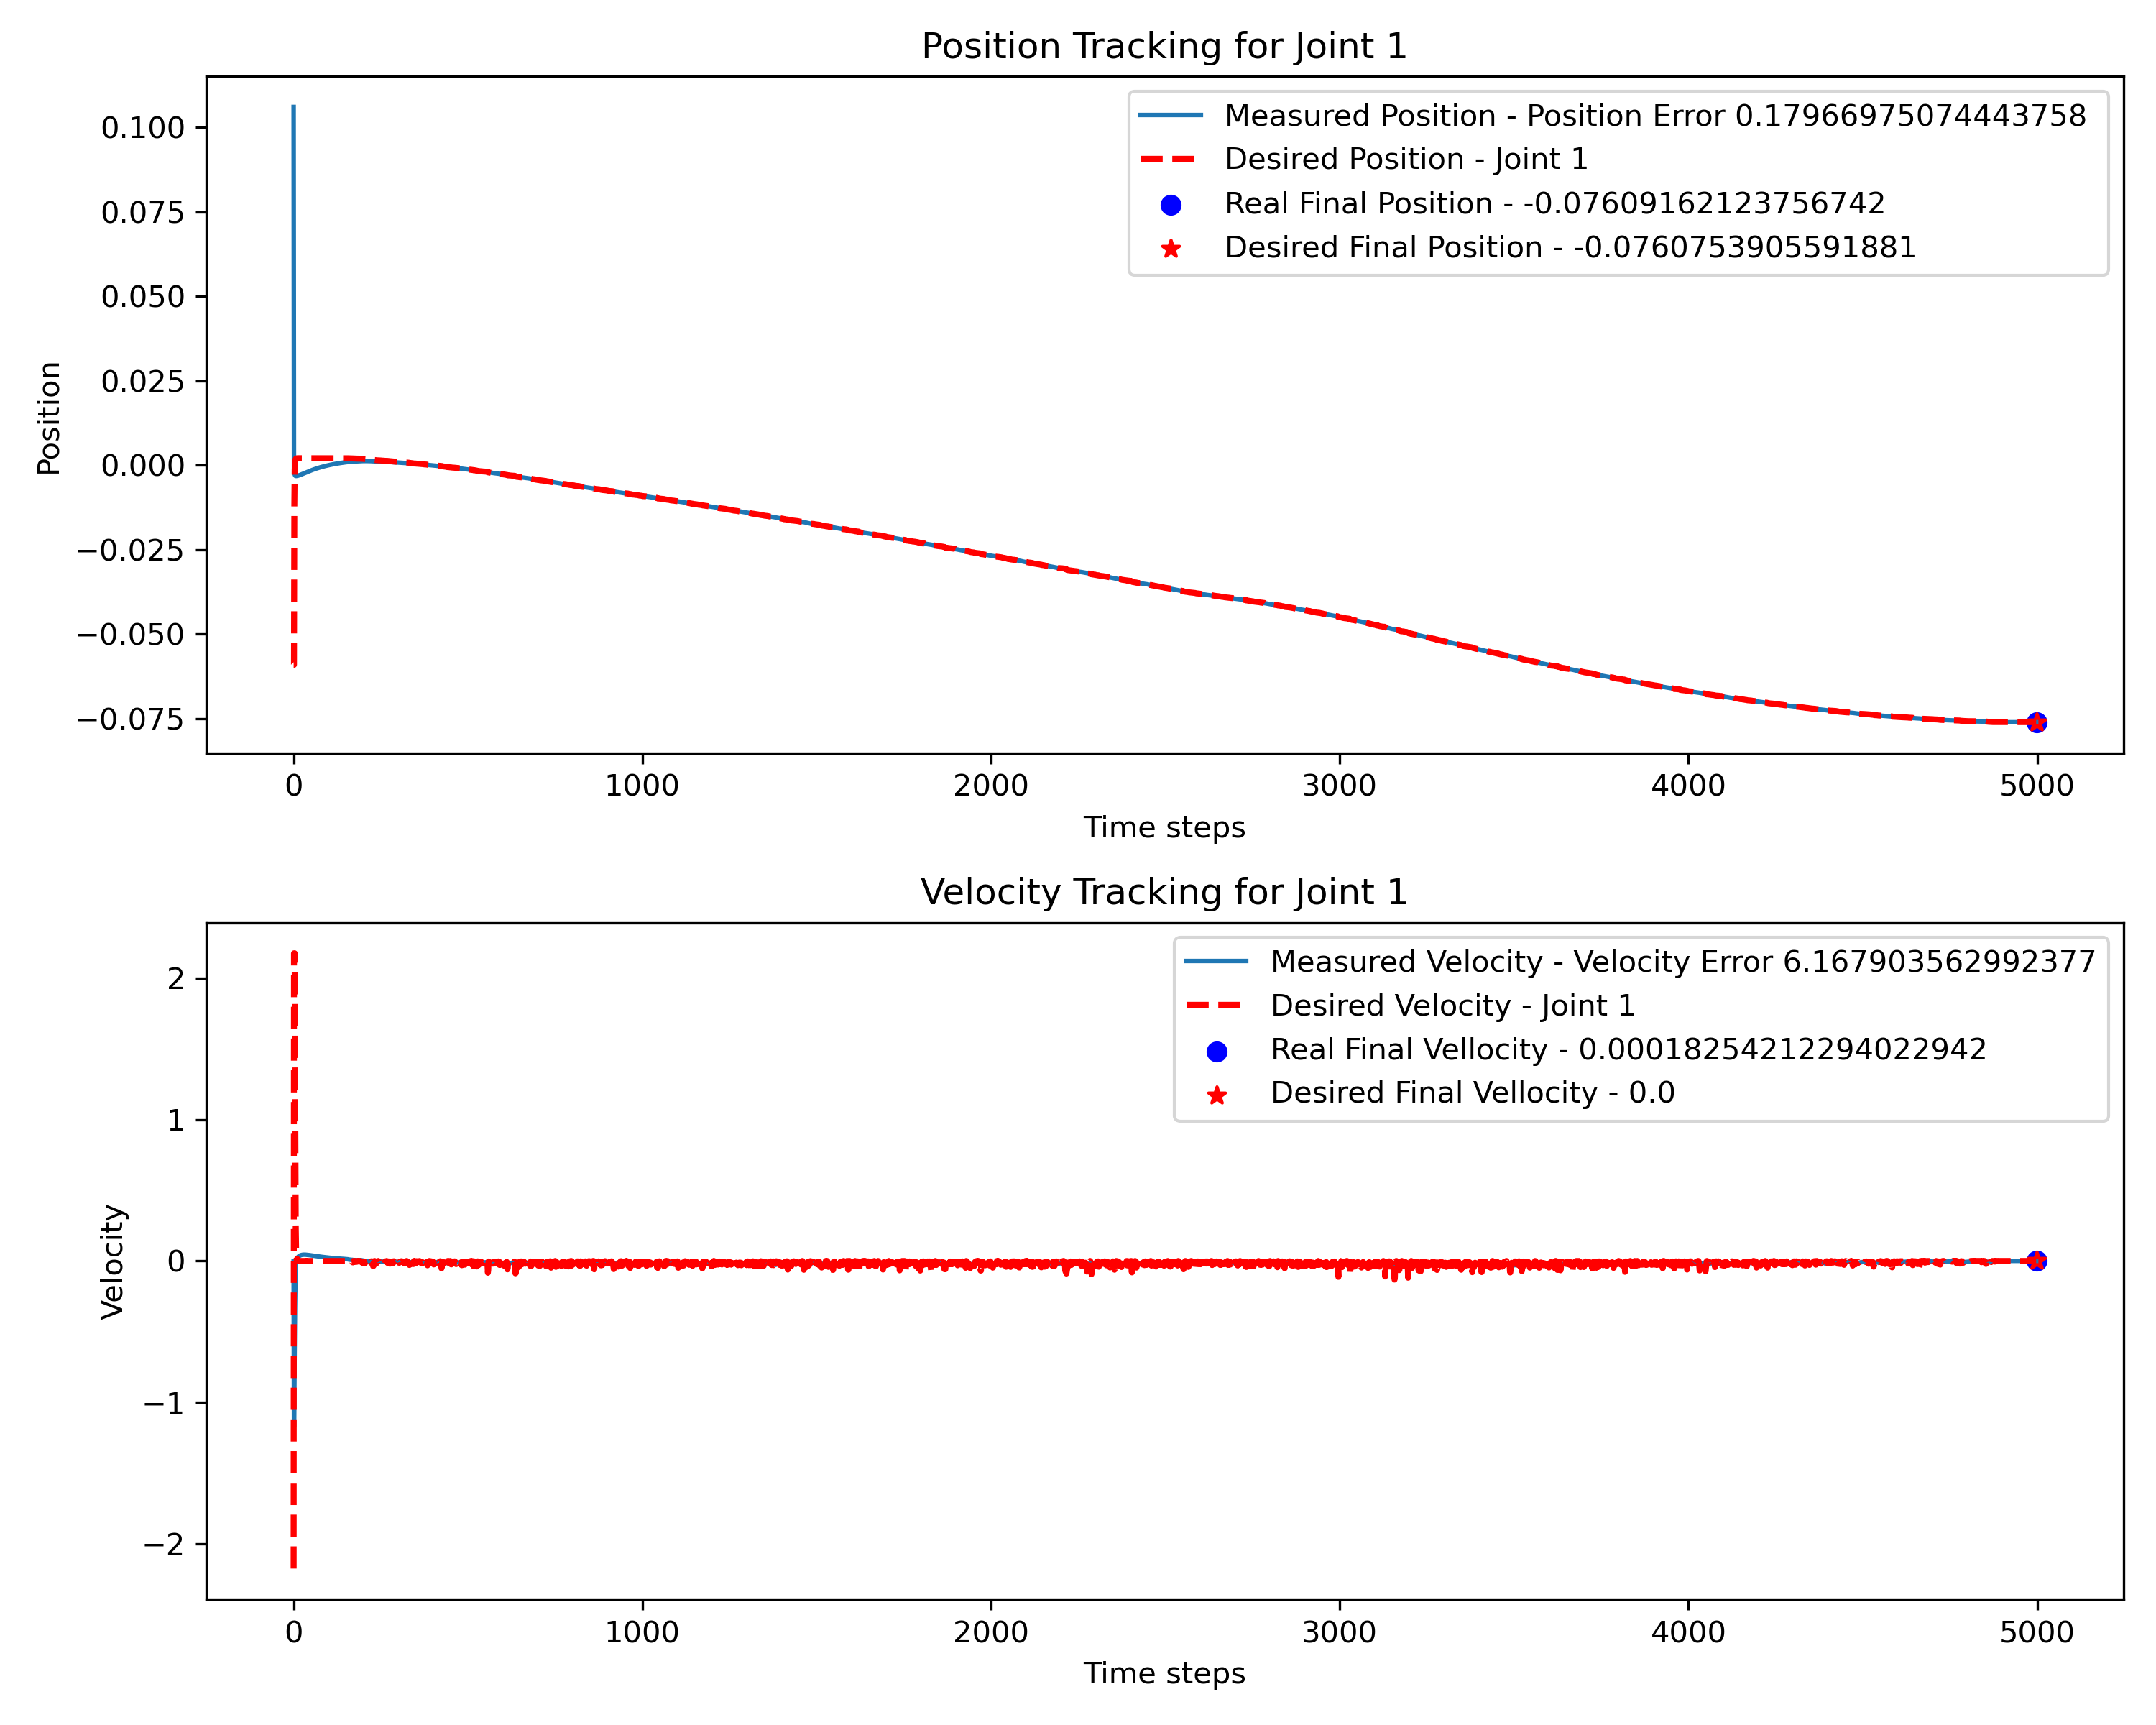 Position Tracking for Joint 1
Measured Position - Position Error 0.17966975074443758
Desired Position - Joint 1
Real Final Position - -0.07609162123756742
Desired Final Position - -0.0760753905591881
0.100
0.075
0.050
0.025
0.000
−0.025
−0.050
−0.075
Position
0 1000 2000 3000 4000 5000
Time steps
Velocity Tracking for Joint 1
Measured Velocity - Velocity Error 6.167903562992377
Desired Velocity - Joint 1
Real Final Vellocity - 0.00018254212294022942
Desired Final Vellocity - 0.0
2
1
0
−1
−2
Velocity
0 1000 2000 3000 4000 5000
Time steps